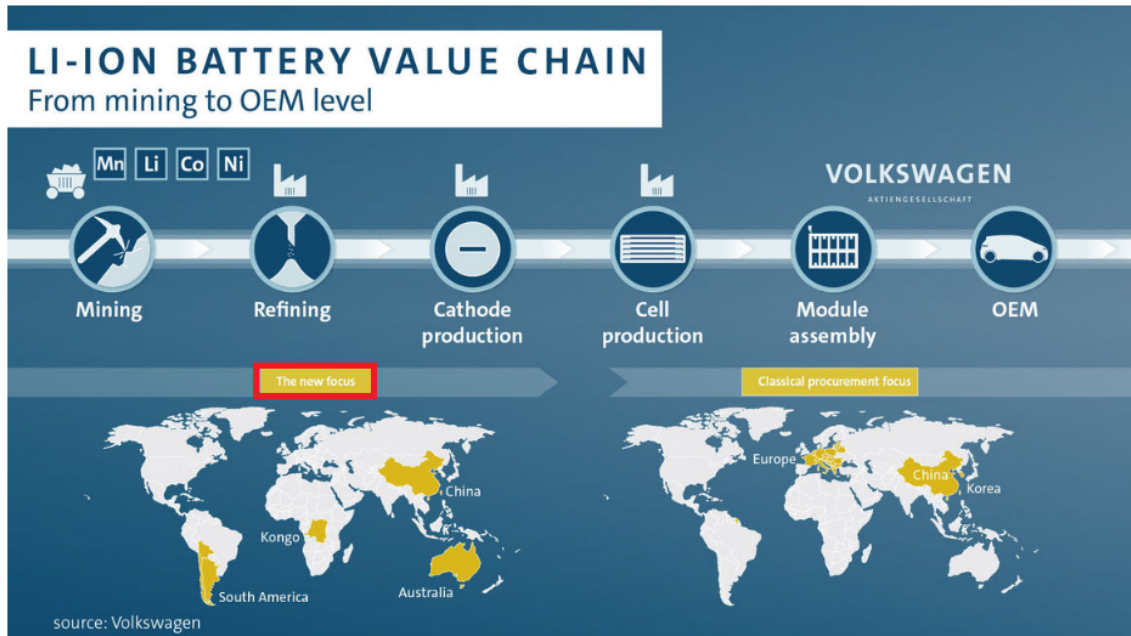 LI-ION BATTERY VALUE CHAIN
From mining to OEM level
Mn Li Co Ni
VOLKSWAGEN
AKTIENGESELLSCHAFT
Mining
Refining
Cathode
production
Cell
production
Module
assembly
OEM
The new focus
Classical procurement focus
China
Kongo
South America
Australia
Europe
China
Korea
source: Volkswagen